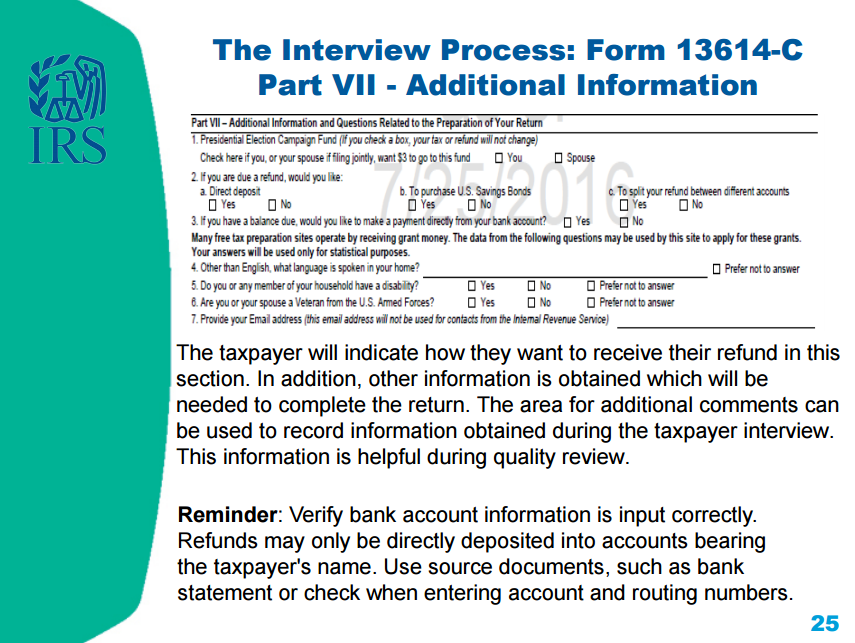 The Interview Process: Form 13614-C
Part VII - Additional Information
IRS
Part VII – Additional Information and Questions Related to the Preparation of Your Return
1. Presidential Election Campaign Fund (If you check a box, your tax or refund will not change)
Check here if you, or your spouse if filing jointly, want $3 to go to this fund You Spouse
2. If you are due a refund, would you like:
a. Direct deposit b. To purchase U.S. Savings Bonds c. To split your refund between different accounts
Yes No Yes No Yes No
3. If you have a balance due, would you like to make a payment directly from your bank account? Yes No
Many free tax preparation sites operate by receiving grant money. The data from the following questions may be used by this site to apply for these grants.
Your answers will be used only for statistical purposes.
4. Other than English, what language is spoken in your home? Prefer not to answer
5. Do you or any member of your household have a disability? Yes No Prefer not to answer
6. Are you or your spouse a Veteran from the U.S. Armed Forces? Yes No Prefer not to answer
7. Provide your Email address (this email address will not be used for contacts from the Internal Revenue Service)
7/25/2016
The taxpayer will indicate how they want to receive their refund in this
section. In addition, other information is obtained which will be
needed to complete the return. The area for additional comments can
be used to record information obtained during the taxpayer interview.
This information is helpful during quality review.
Reminder: Verify bank account information is input correctly.
Refunds may only be directly deposited into accounts bearing
the taxpayer's name. Use source documents, such as bank
statement or check when entering account and routing numbers.
25